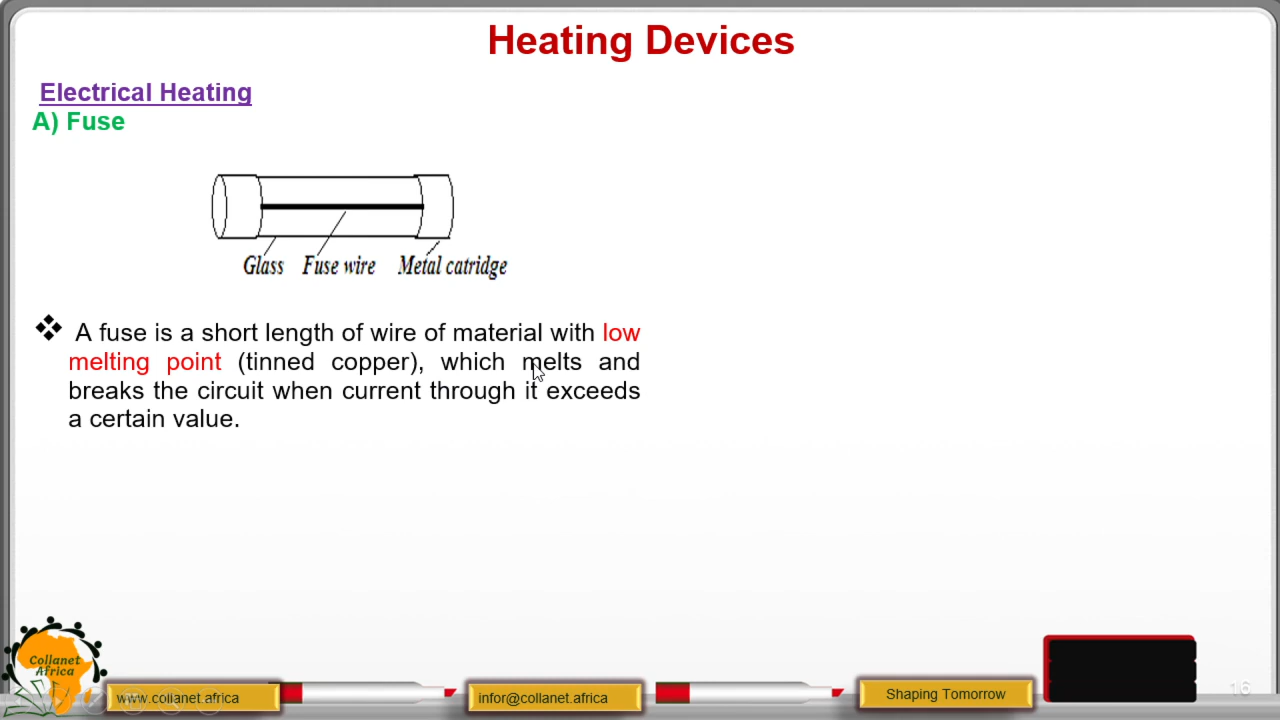 Heating Devices
Electrical Heating
A) Fuse
Glass Fuse wire Metal catridge
❖ A fuse is a short length of wire of material with low
melting point (tinned copper), which melts and
breaks the circuit when current through it exceeds
a certain value.
Collanet
Africa
www.collanet.africa
infor@collanet.africa
Shaping Tomorrow
16